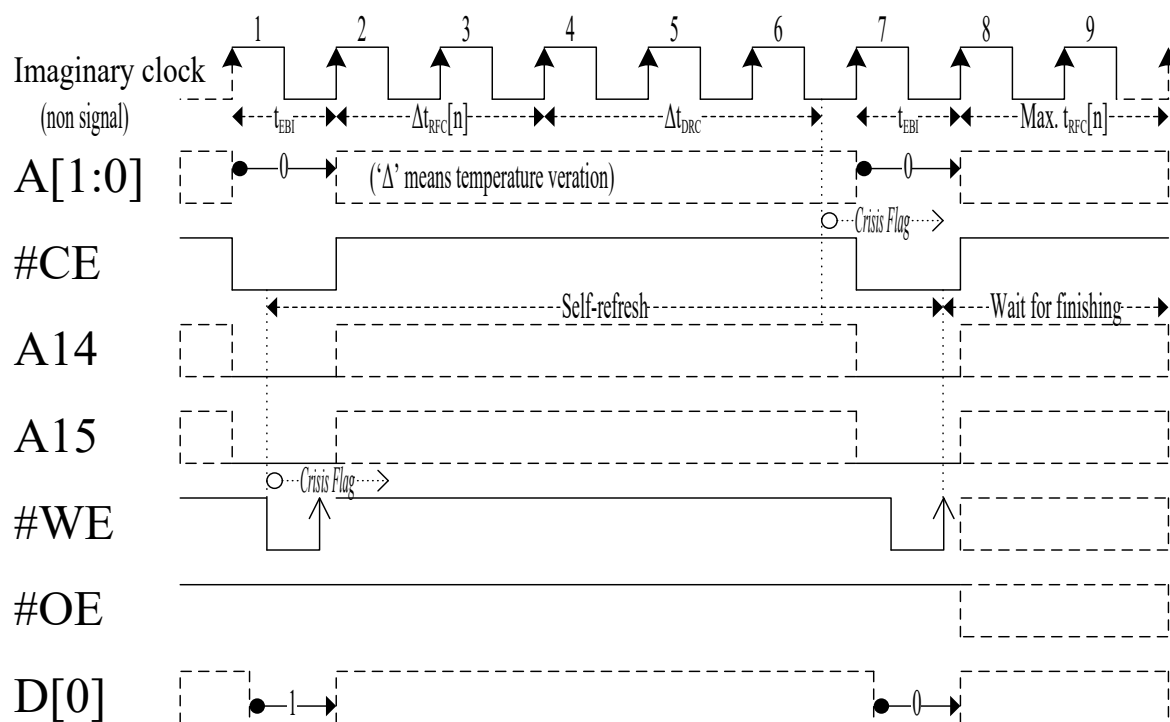 1 2 3 4 5 6 7 8 9
Imaginary clock
(non signal)
tEBI ΔtRFC[n] ΔtDRC tEBI Max. tRFC[n]
A[1:0]
0 ('Δ' means temperature veration) 0
Crisis Flag
#CE
Self-refresh Wait for finishing
A14
A15
Crisis Flag
#WE
#OE
D[0]
1 0